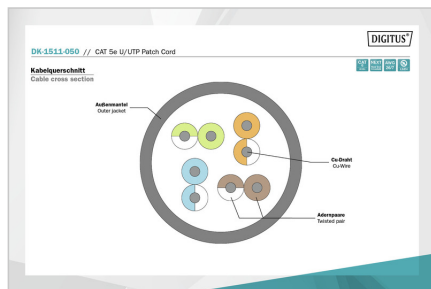 DIGITUS®
DK-1511-050 // CAT 5e U/UTP Patch Cord
Kabelquerschnitt
Cable cross section
Außenmantel
Outer jacket
Cu-Draht
Cu-Wire
Adernpaare
Twisted pair